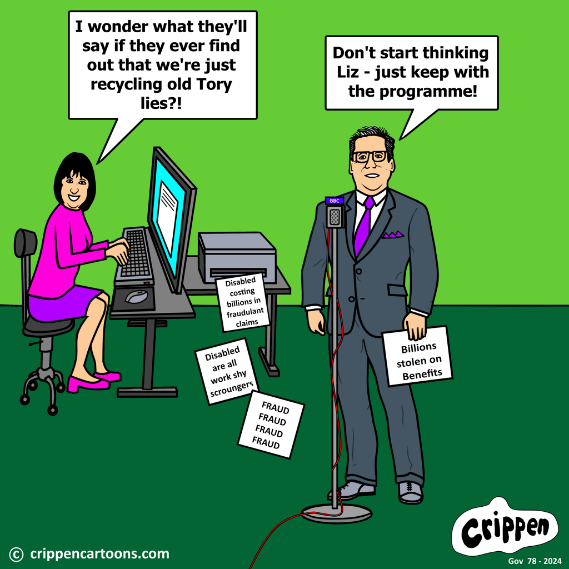 I wonder what they'll
say if they ever find
out that we're just
recycling old Tory
lies?!
Don't start thinking
Liz - just keep with
the programme!
BBC
Disabled
costing
billions in
fraudulant
claims
Disabled
are all
work shy
scroungers
FRAUD
FRAUD
FRAUD
FRAUD
Billions
stolen on
Benefits
Crippen
© crippencartoons.com
Gov 78 - 2024